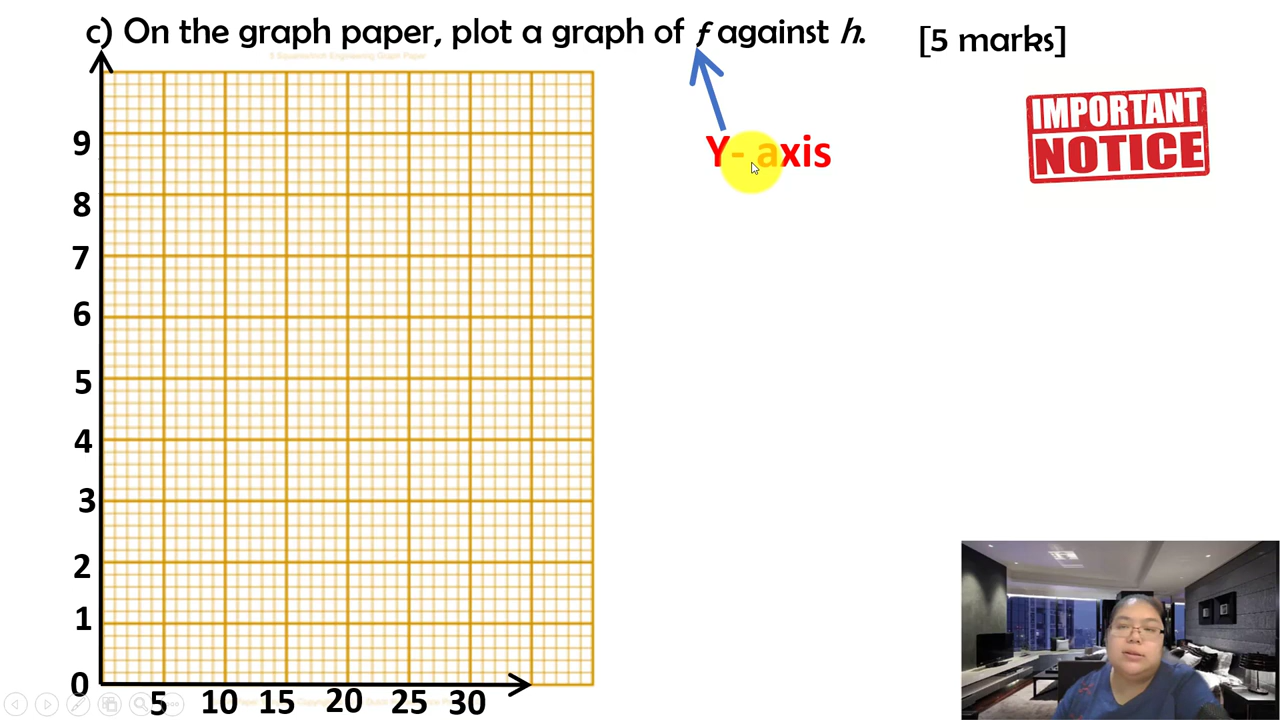 c) On the graph paper, plot a graph of f against h.
[5 marks]
Y- axis
IMPORTANT
NOTICE
9
8
7
6
5
4
3
2
1
0
5 10 15 20 25 30